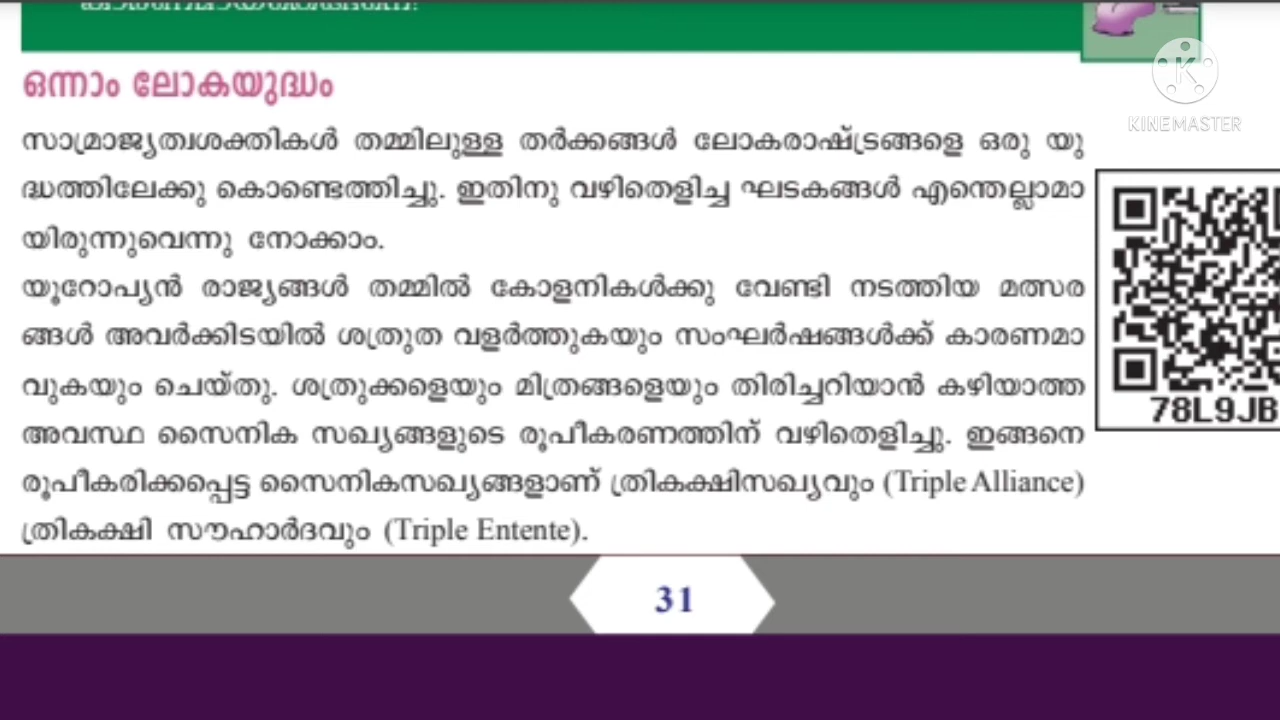 ഒന്നാം ലോകയുദ്ധം
KINEMASTER
സാമ്രാജ്യത്വശക്തികൾ തമ്മിലുള്ള തർക്കങ്ങൾ ലോകരാഷ്ട്രങ്ങളെ ഒരു യു
ദ്ധത്തിലേക്കു കൊണ്ടെത്തിച്ചു. ഇതിനു വഴിതെളിച്ച ഘടകങ്ങൾ എന്തെല്ലാമാ
യിരുന്നുവെന്നു നോക്കാം.
യൂറോപ്യൻ രാജ്യങ്ങൾ തമ്മിൽ കോളനികൾക്കു വേണ്ടി നടത്തിയ മത്സര
ങ്ങൾ അവർക്കിടയിൽ ശത്രുത വളർത്തുകയും സംഘർഷങ്ങൾക്ക് കാരണമാ
വുകയും ചെയ്തു. ശത്രുക്കളെയും മിത്രങ്ങളെയും തിരിച്ചറിയാൻ കഴിയാത്ത
അവസ്ഥ സൈനിക സഖ്യങ്ങളുടെ രൂപീകരണത്തിന് വഴിതെളിച്ചു. ഇങ്ങനെ
രൂപീകരിക്കപ്പെട്ട സൈനികസഖ്യങ്ങളാണ് ത്രികക്ഷിസഖ്യവും (Triple Alliance)
ത്രികക്ഷി സൗഹാർദവും (Triple Entente).
78L9JB
31